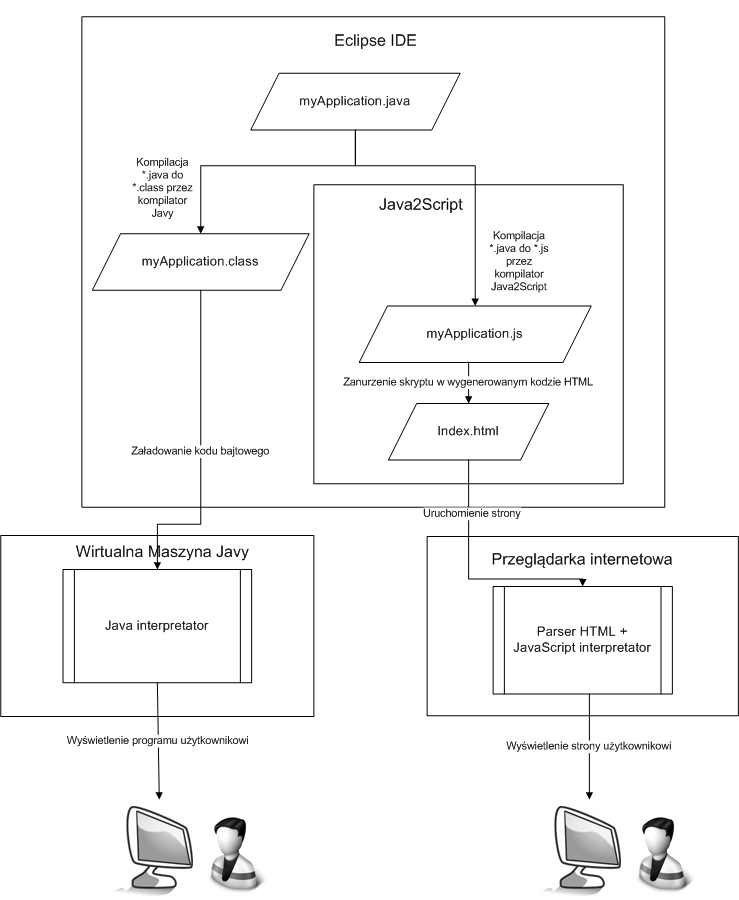 Eclipse IDE
myApplication.java
Kompilacja
*.java do
*.class przez
kompilator
Javy
Java2Script
Kompilacja
*.java do *.js
przez
kompilator
Java2Script
myApplication.class
myApplication.js
Zanurzenie skryptu w wygenerowanym kodzie HTML
Index.html
Załadowanie kodu bajtowego
Uruchomienie strony
Wirtualna Maszyna Javy
Java interpretator
Przeglądarka internetowa
Parser HTML +
JavaScript interpretator
Wyświetlenie programu użytkownikowi
Wyświetlenie strony użytkownikowi